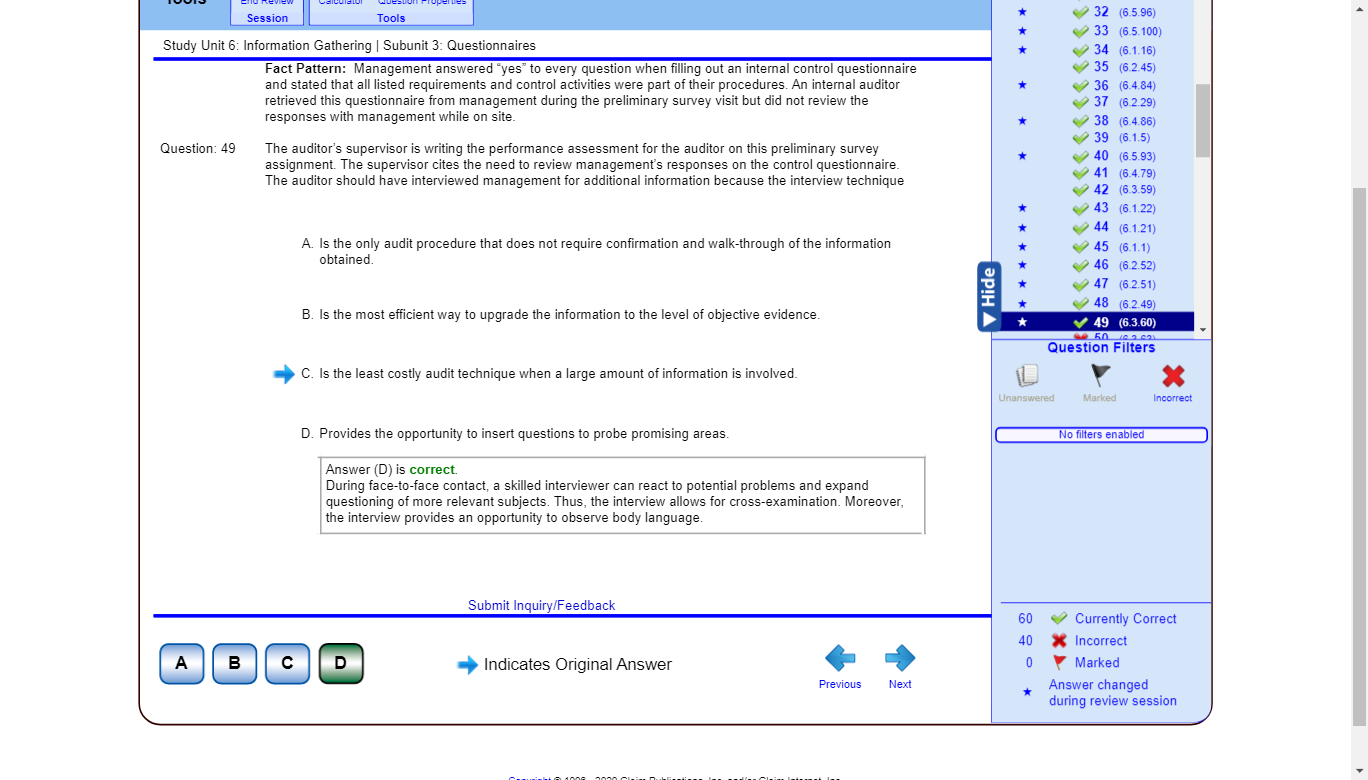 TOOLS
End Review
Session
Calculator Question Properties
Tools
Study Unit 6: Information Gathering | Subunit 3: Questionnaires
Fact Pattern: Management answered “yes” to every question when filling out an internal control questionnaire
and stated that all listed requirements and control activities were part of their procedures. An internal auditor
retrieved this questionnaire from management during the preliminary survey visit but did not review the
responses with management while on site.
Question: 49
The auditor’s supervisor is writing the performance assessment for the auditor on this preliminary survey
assignment. The supervisor cites the need to review management’s responses on the control questionnaire.
The auditor should have interviewed management for additional information because the interview technique
A. Is the only audit procedure that does not require confirmation and walk-through of the information
obtained.
B. Is the most efficient way to upgrade the information to the level of objective evidence.
C. Is the least costly audit technique when a large amount of information is involved.
D. Provides the opportunity to insert questions to probe promising areas.
Answer (D) is correct.
During face-to-face contact, a skilled interviewer can react to potential problems and expand
questioning of more relevant subjects. Thus, the interview allows for cross-examination. Moreover,
the interview provides an opportunity to observe body language.
Submit Inquiry/Feedback
A B C D
Indicates Original Answer
Previous
Next
32 (6.5.96)
33 (6.5.100)
34 (6.1.16)
35 (6.2.45)
36 (6.4.84)
37 (6.2.29)
38 (6.4.86)
39 (6.1.5)
40 (6.5.93)
41 (6.4.79)
42 (6.3.59)
43 (6.1.22)
44 (6.1.21)
45 (6.1.1)
46 (6.2.52)
47 (6.2.51)
48 (6.2.49)
49 (6.3.60)
50
Hide
Question Filters
Unanswered
Marked
Incorrect
No filters enabled
60 Currently Correct
40 Incorrect
0 Marked
Answer changed
during review session